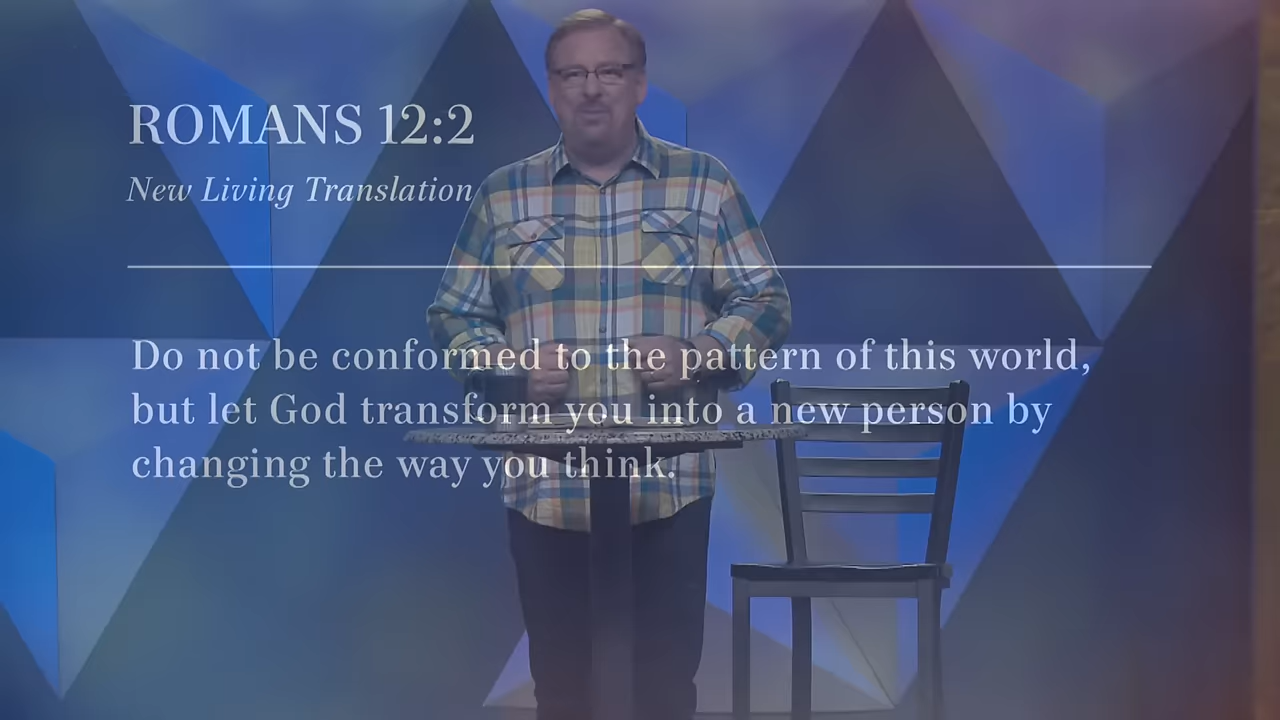 ROMANS 12:2
New Living Translation
Do not be conformed to the pattern of this world,
but let God transform you into a new person by
changing the way you think.